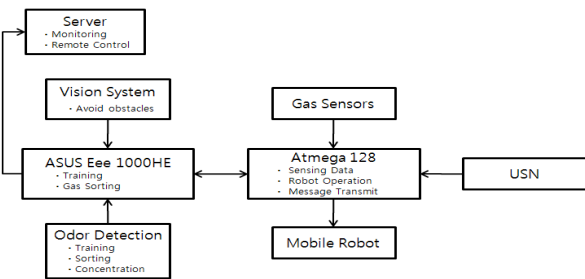 Server
· Monitoring
· Remote Control
Vision System
· Avoid obstacles
Gas Sensors
ASUS Eee 1000HE
· Training
· Gas Sorting
Atmega 128
· Sensing Data
· Robot Operation
· Message Transmit
USN
Odor Detection
· Training
· Sorting
· Concentration
Mobile Robot